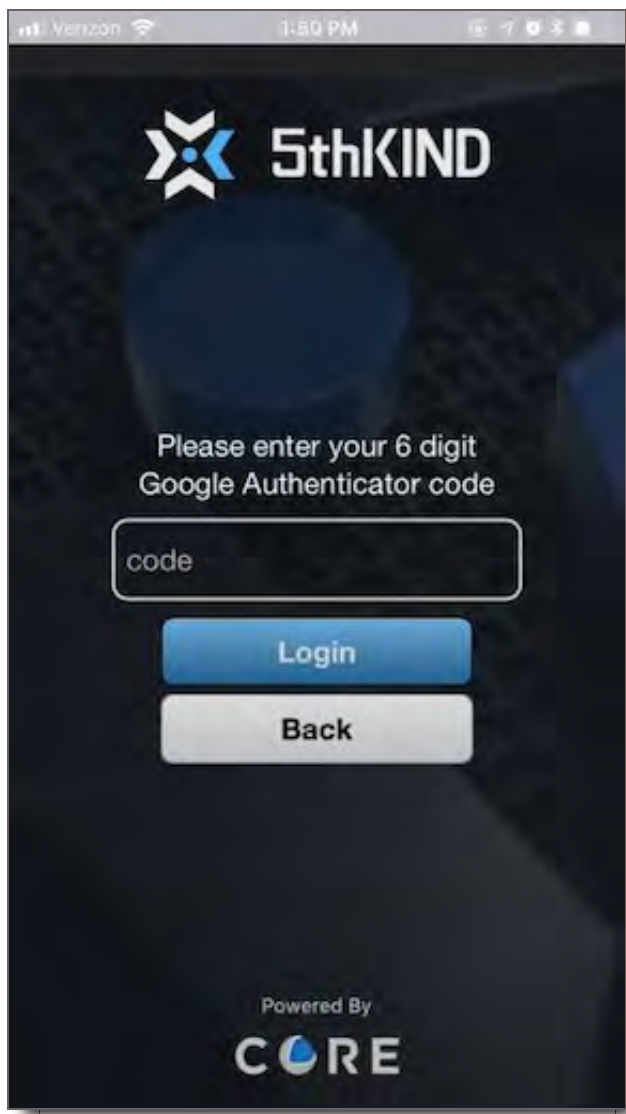 Verizon 1:50 PM
5thKIND
Please enter your 6 digit
Google Authenticator code
code
Login
Back
Powered By
CORE